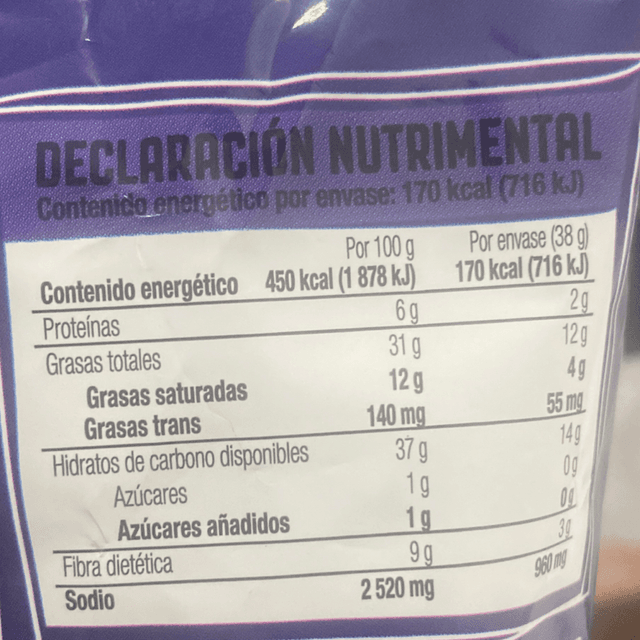 DECLARACIÓN NUTRIMENTAL
Contenido energético por envase: 170 kcal (716 kJ)
Por 100 g Por envase (38 g)
Contenido energético 450 kcal (1 878 kJ) 170 kcal (716 kJ)
Proteínas 6 g 2 g
Grasas totales 31 g 12 g
Grasas saturadas 12 g 4 g
Grasas trans 140 mg 55 mg
Hidratos de carbono disponibles 37 g 14 g
Azúcares 1 g 0 g
Azúcares añadidos 1 g 0 g
Fibra dietética 9 g 3 g
Sodio 2 520 mg 960 mg